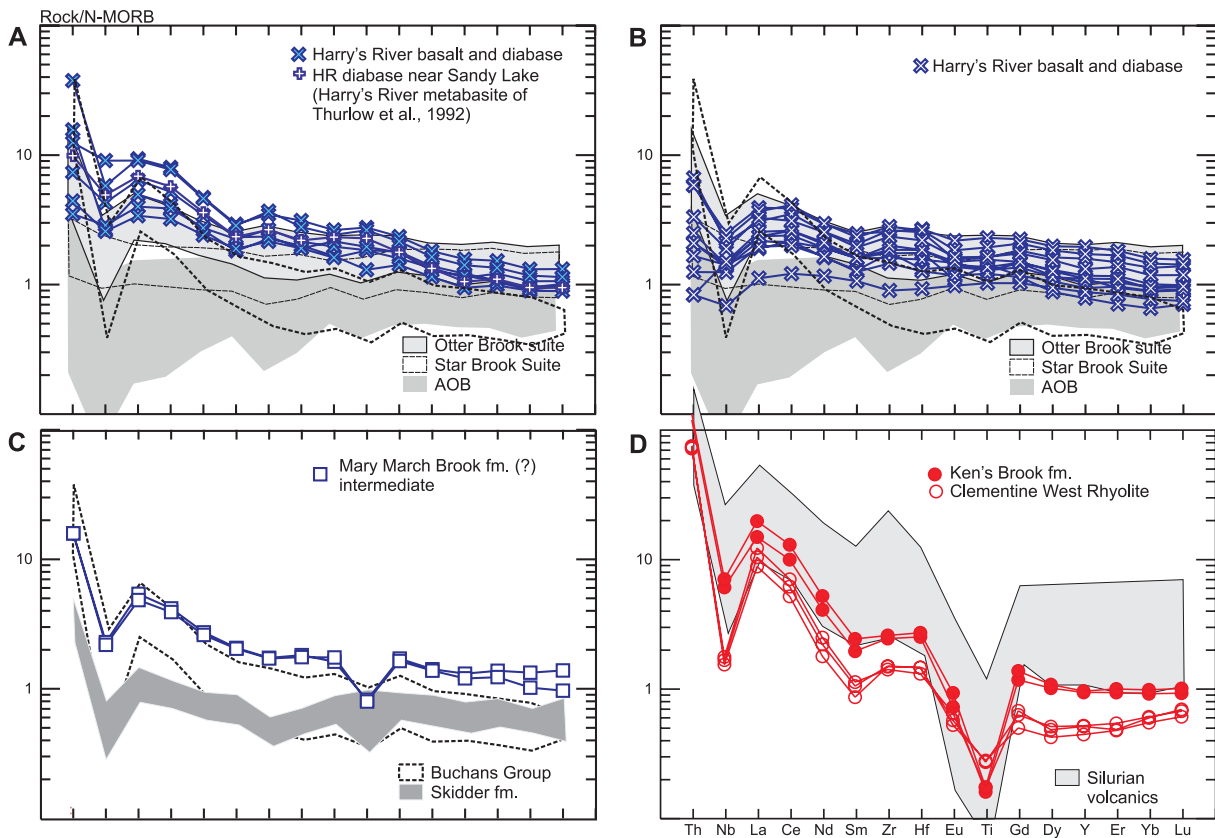 Rock/N-MORB
A
Harry's River basalt and diabase
HR diabase near Sandy Lake
(Harry's River metabasite of
Thurlow et al., 1992)
10
1
Otter Brook suite
Star Brook Suite
AOB
B
Harry's River basalt and diabase
10
1
Otter Brook suite
Star Brook Suite
AOB
C
Mary March Brook fm. (?)
intermediate
10
1
Buchans Group
Skidder fm.
D
Ken's Brook fm.
Clementine West Rhyolite
10
1
Silurian
volcanics
Th Nb La Ce Nd Sm Zr Hf Eu Ti Gd Dy Y Er Yb Lu